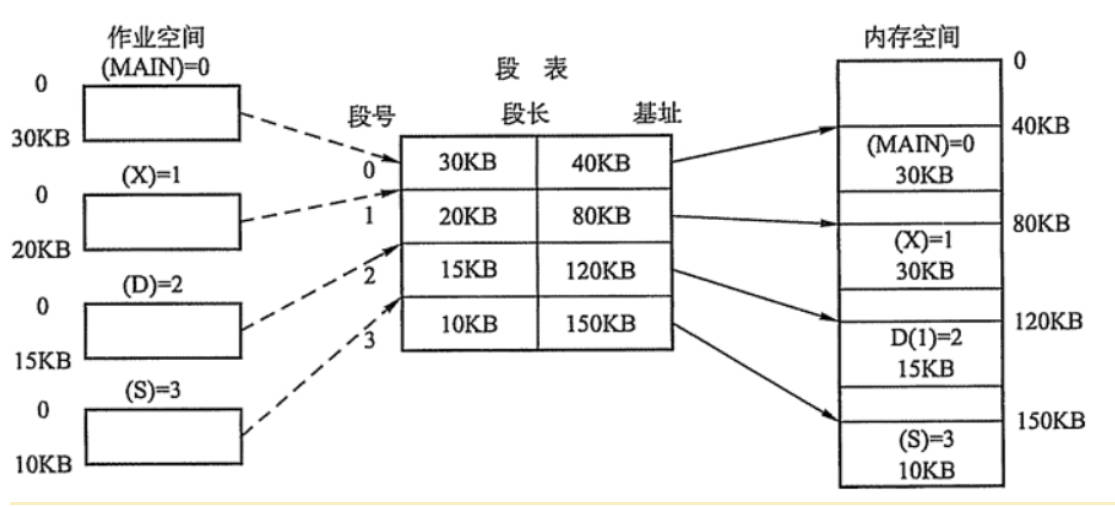 作业空间
(MAIN)=0
0
30KB
(X)=1
0
20KB
(D)=2
0
15KB
(S)=3
0
10KB
段 表
段号 段长 基址
0 30KB 40KB
1 20KB 80KB
2 15KB 120KB
3 10KB 150KB
内存空间
0
40KB
(MAIN)=0
30KB
80KB
(X)=1
30KB
120KB
D(1)=2
15KB
150KB
(S)=3
10KB